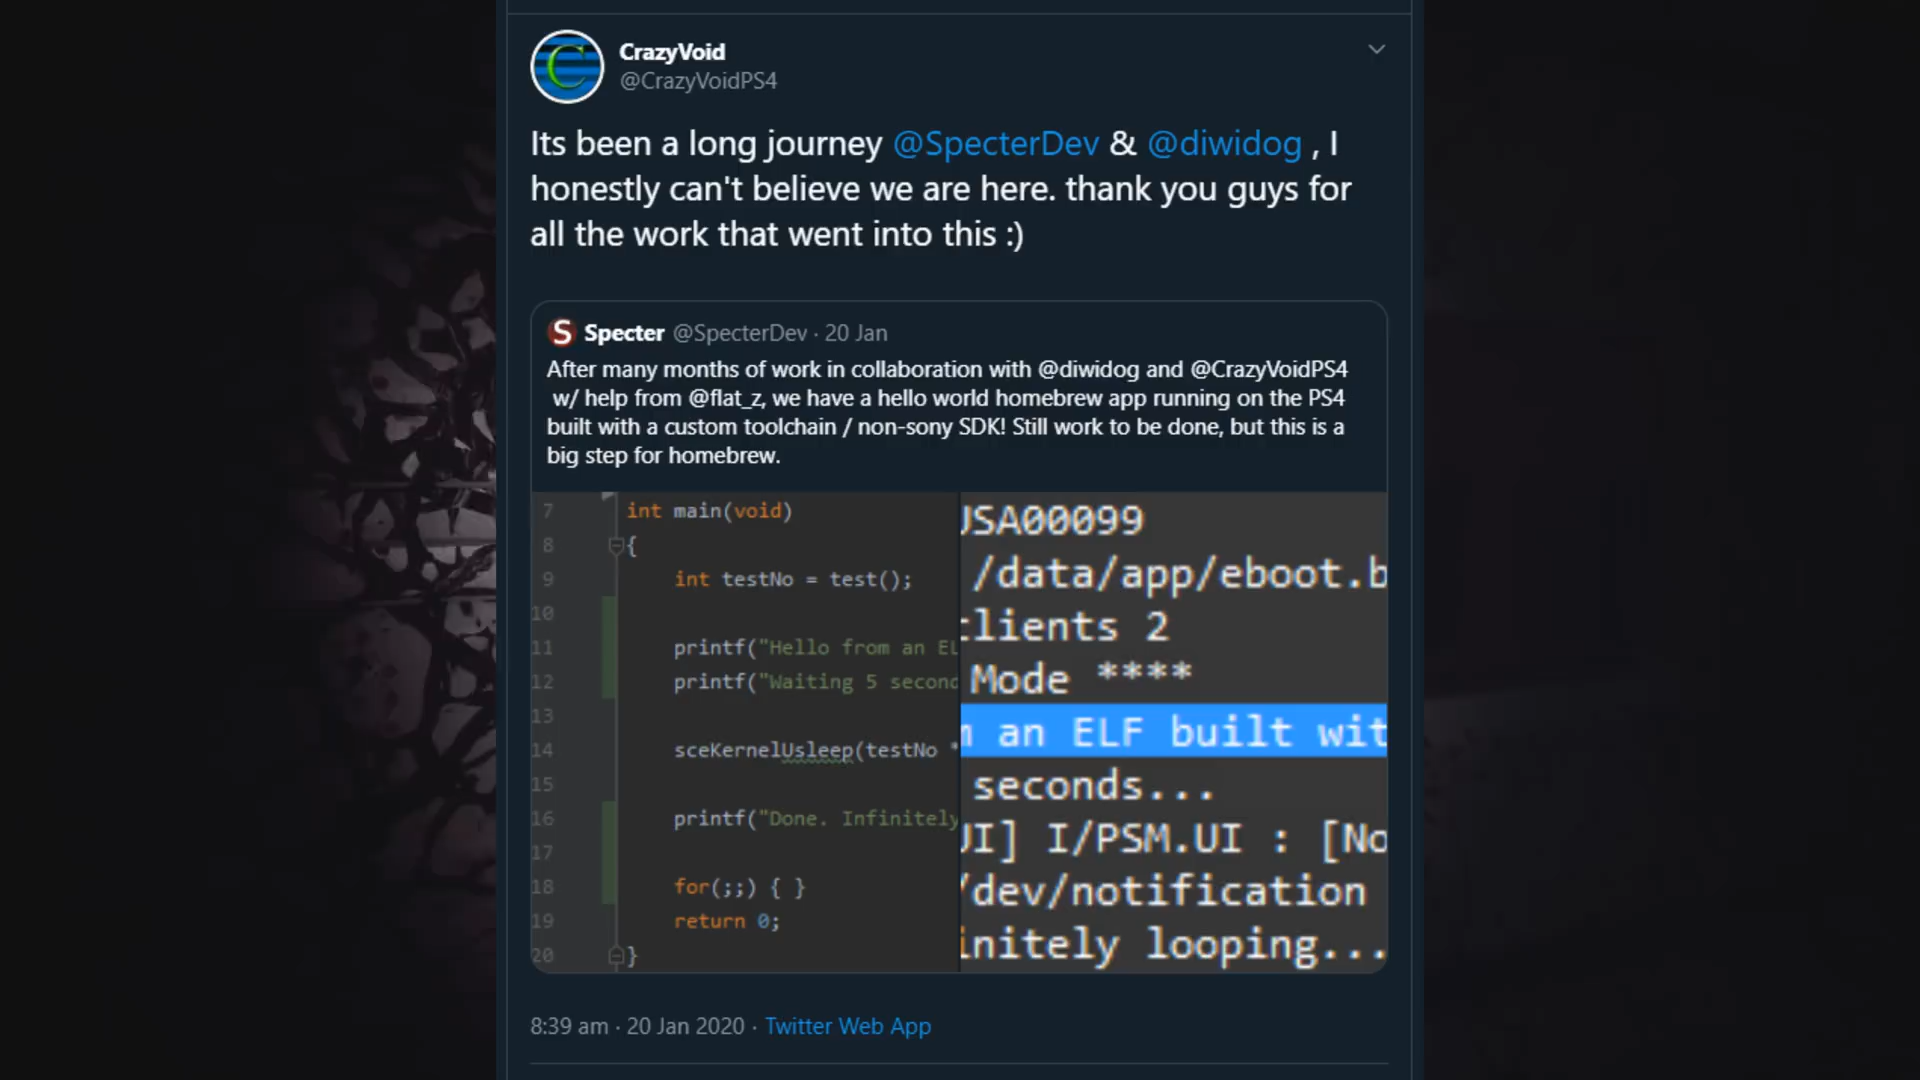 CrazyVoid
@CrazyVoidPS4
Its been a long journey @SpecterDev & @diwidog , I
honestly can't believe we are here. thank you guys for
all the work that went into this :)
S Specter @SpecterDev · 20 Jan
After many months of work in collaboration with @diwidog and @CrazyVoidPS4
w/ help from @flat_z, we have a hello world homebrew app running on the PS4
built with a custom toolchain / non-sony SDK! Still work to be done, but this is a
big step for homebrew.
7 int main(void)
8 {
9 int testNo = test();
10
11 printf("Hello from an EL
12 printf("Waiting 5 second
13
14 sceKernelUsleep(testNo *
15
16 printf("Done. Infinitely
17
18 for(;;) { }
19 return 0;
20 }
USA00099
/data/app/eboot.b
clients 2
Mode ****
m an ELF built wit
seconds...
UI] I/PSM.UI : [No
/dev/notification
initely looping...
8:39 am · 20 Jan 2020 · Twitter Web App